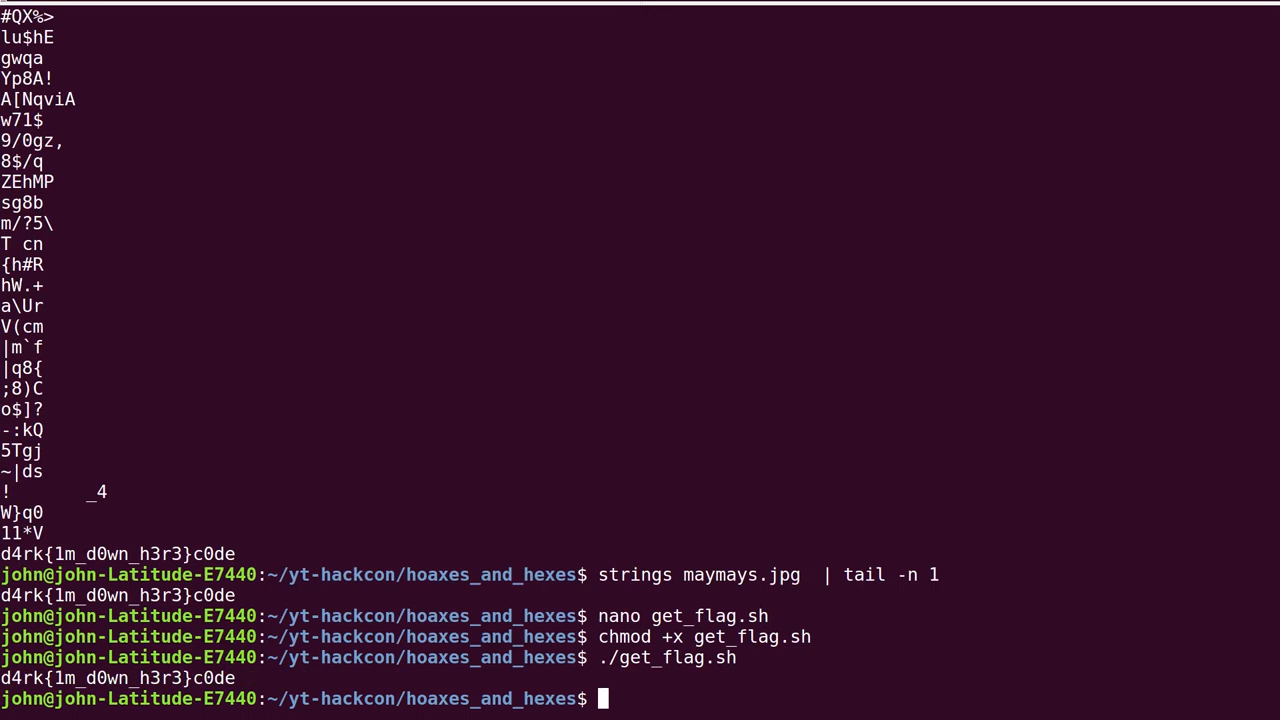 #QX%>
lu$hE
gwqa
Yp8A!
A[NqviA
w71$
9/0gz,
8$/q
ZEhMP
sg8b
m/?5\
T cn
{h#R
hW.+
a\Ur
V(cm
|m`f
|q8{
;8)C
o$]?
-:kQ
5Tgj
~|ds
!	_4
W}q0
11*V
d4rk{1m_d0wn_h3r3}c0de
john@john-Latitude-E7440:~/yt-hackcon/hoaxes_and_hexes$ strings maymays.jpg  | tail -n 1
d4rk{1m_d0wn_h3r3}c0de
john@john-Latitude-E7440:~/yt-hackcon/hoaxes_and_hexes$ nano get_flag.sh
john@john-Latitude-E7440:~/yt-hackcon/hoaxes_and_hexes$ chmod +x get_flag.sh
john@john-Latitude-E7440:~/yt-hackcon/hoaxes_and_hexes$ ./get_flag.sh
d4rk{1m_d0wn_h3r3}c0de
john@john-Latitude-E7440:~/yt-hackcon/hoaxes_and_hexes$